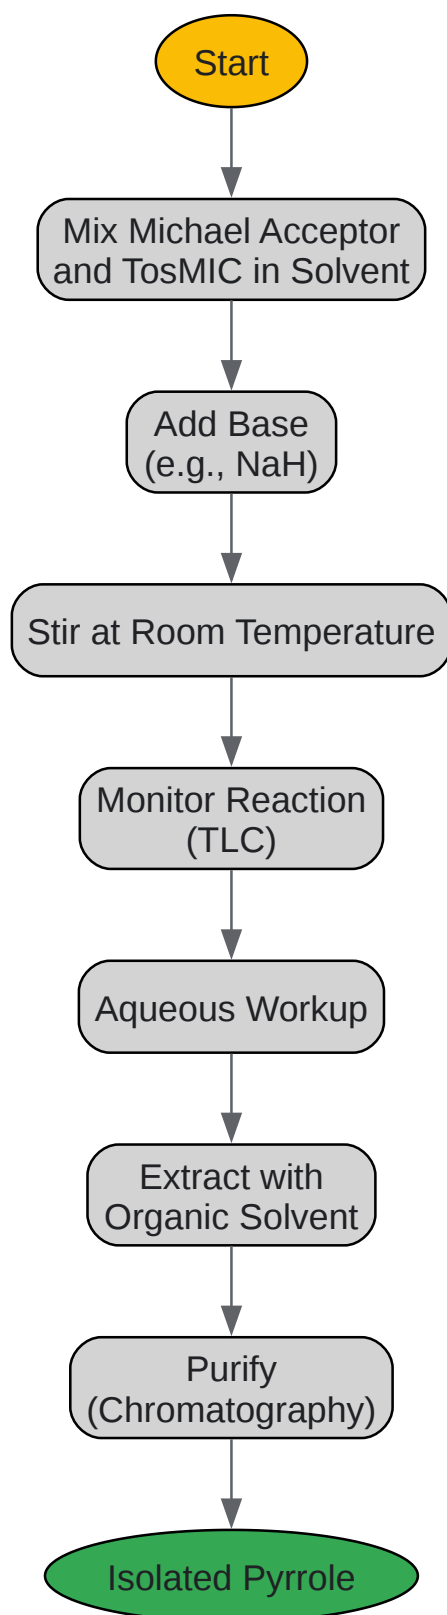 Start
Mix Michael Acceptor
and TosMIC in Solvent
Add Base
(e.g., NaH)
Stir at Room Temperature
Monitor Reaction
(TLC)
Aqueous Workup
Extract with
Organic Solvent
Purify
(Chromatography)
Isolated Pyrrole